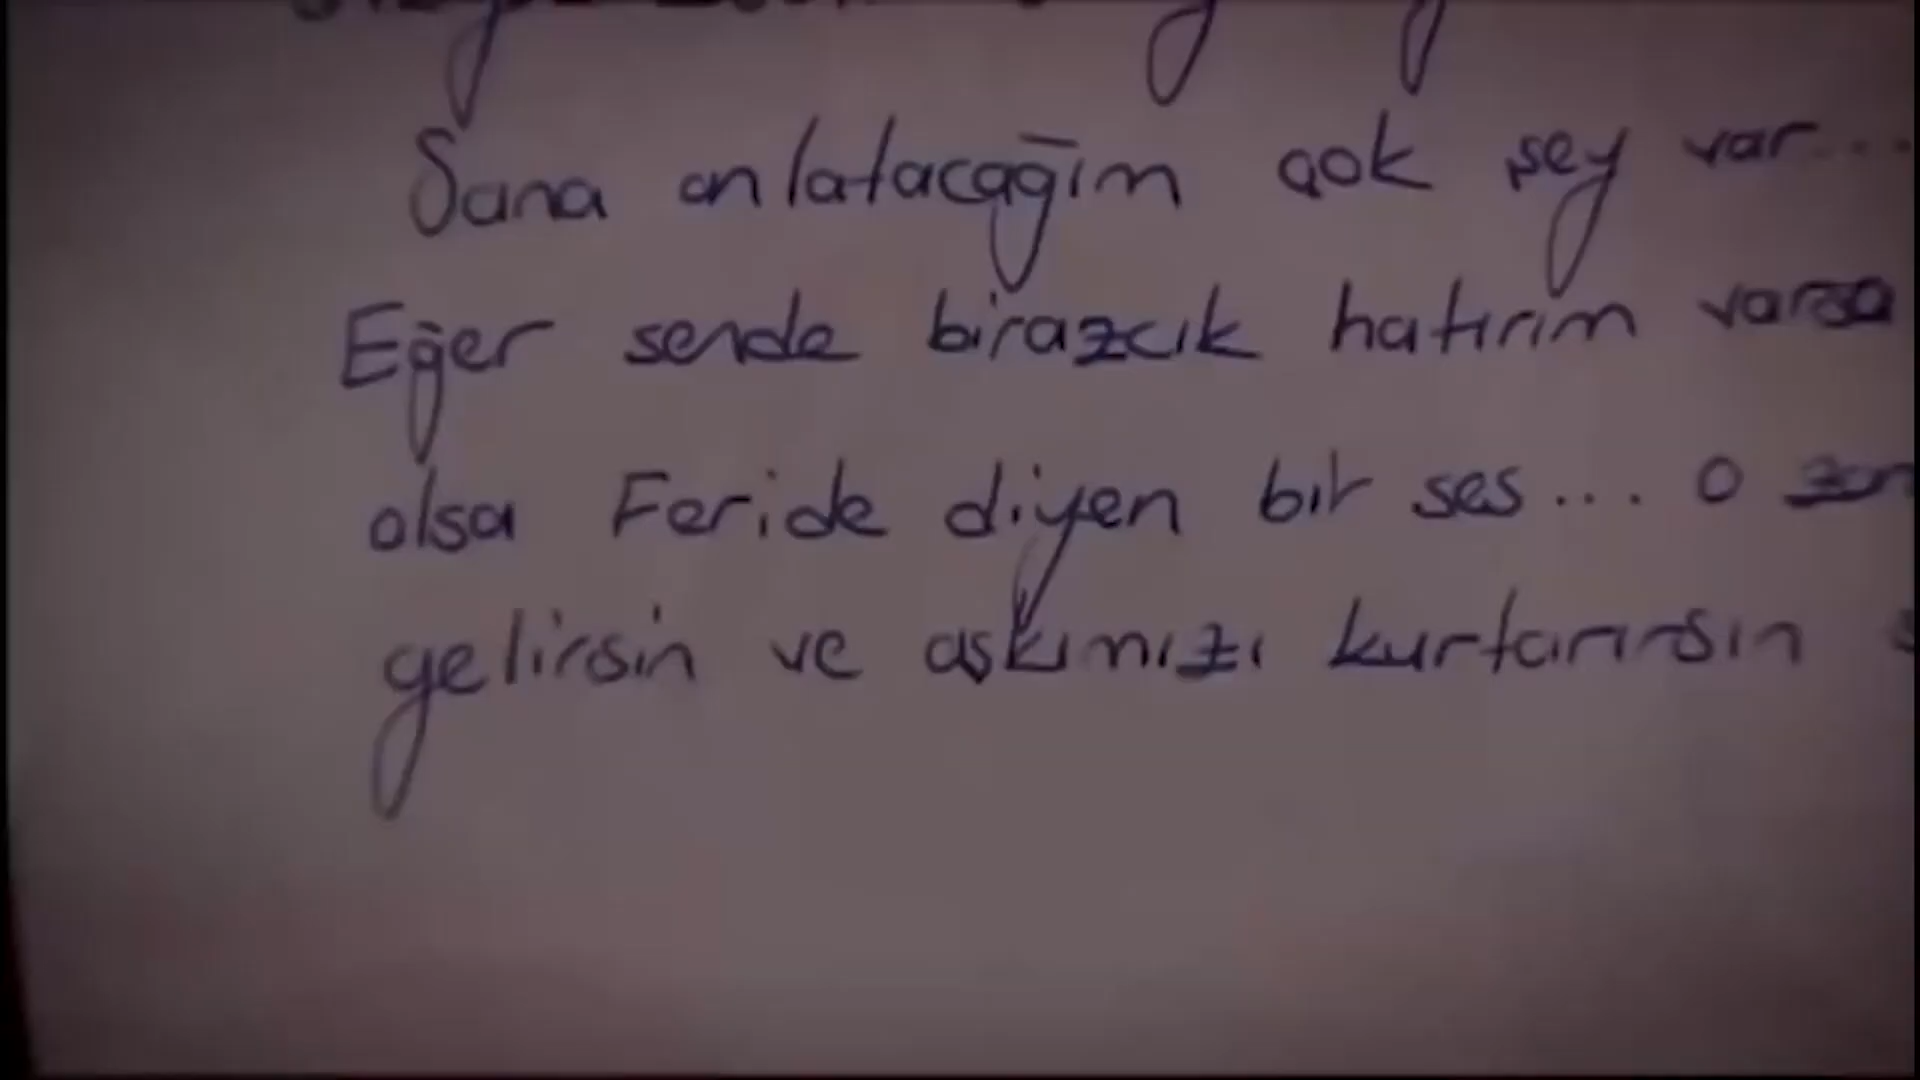 Sana anlatacağım çok şey var...
Eğer sende birazcık hatırım varsa
olsa Feride diyen bir ses... o
gelirsin ve aşkımızı kurtarırsın